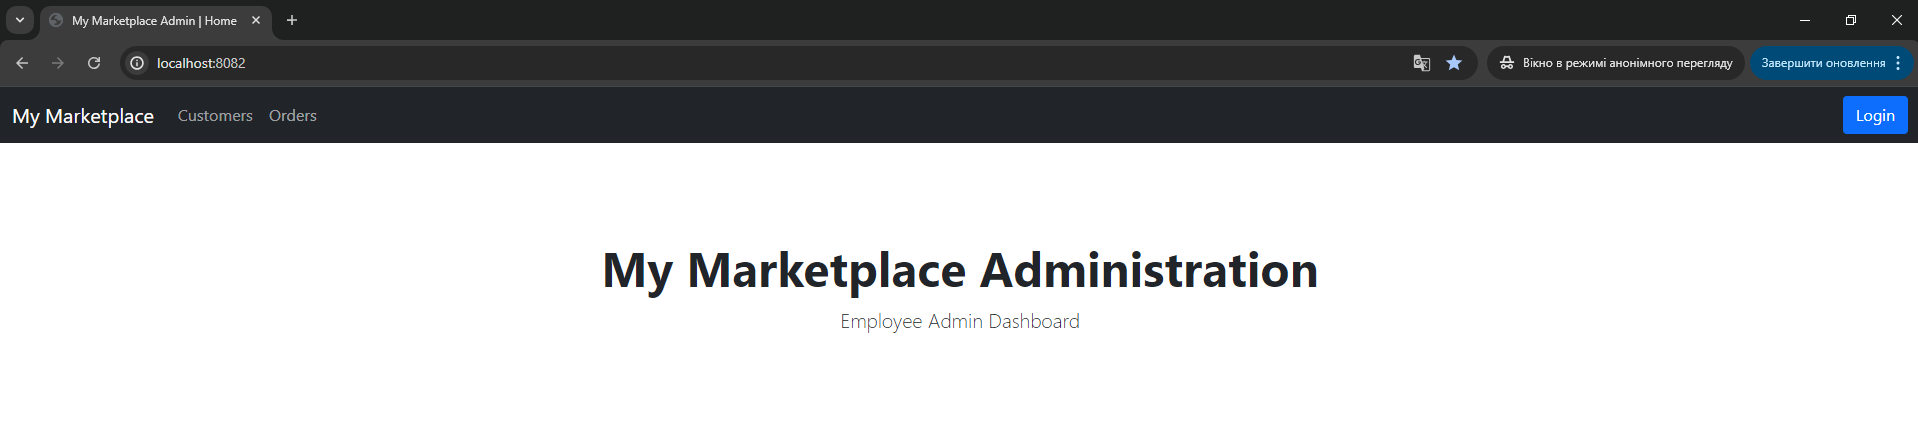 My Marketplace Admin | Home
localhost:8082
Вікно в режимі анонімного перегляду
Завершити оновлення
My Marketplace Customers Orders Login
My Marketplace Administration
Employee Admin Dashboard